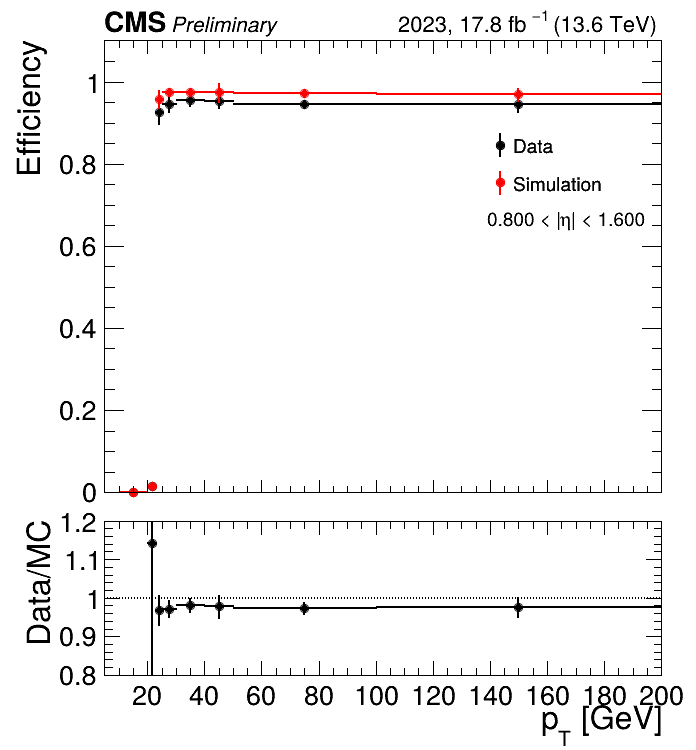 CMS Preliminary 2023, 17.8 fb⁻¹ (13.6 TeV)
Efficiency
1
0.8
0.6
0.4
0.2
0
Data
Simulation
0.800 < |η| < 1.600
Data/MC
1.2
1.1
1
0.9
0.8
20 40 60 80 100 120 140 160 180 200
p_T [GeV]